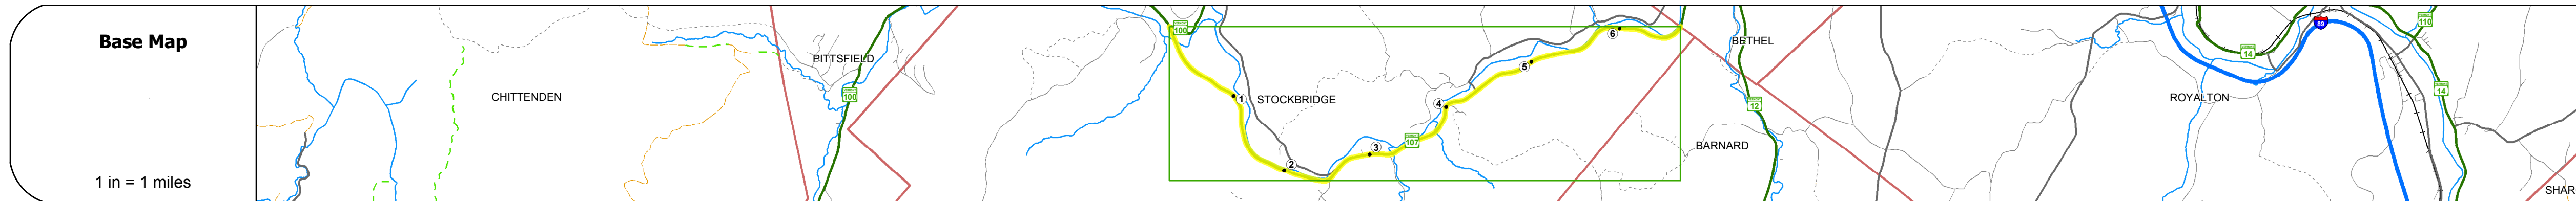 Base Map
1 in = 1 miles
CHITTENDEN
PITTSFIELD
100
100
1
STOCKBRIDGE
2
3
107
4
5
6
BETHEL
12
BARNARD
ROYALTON
14
89
110
14
SHAR